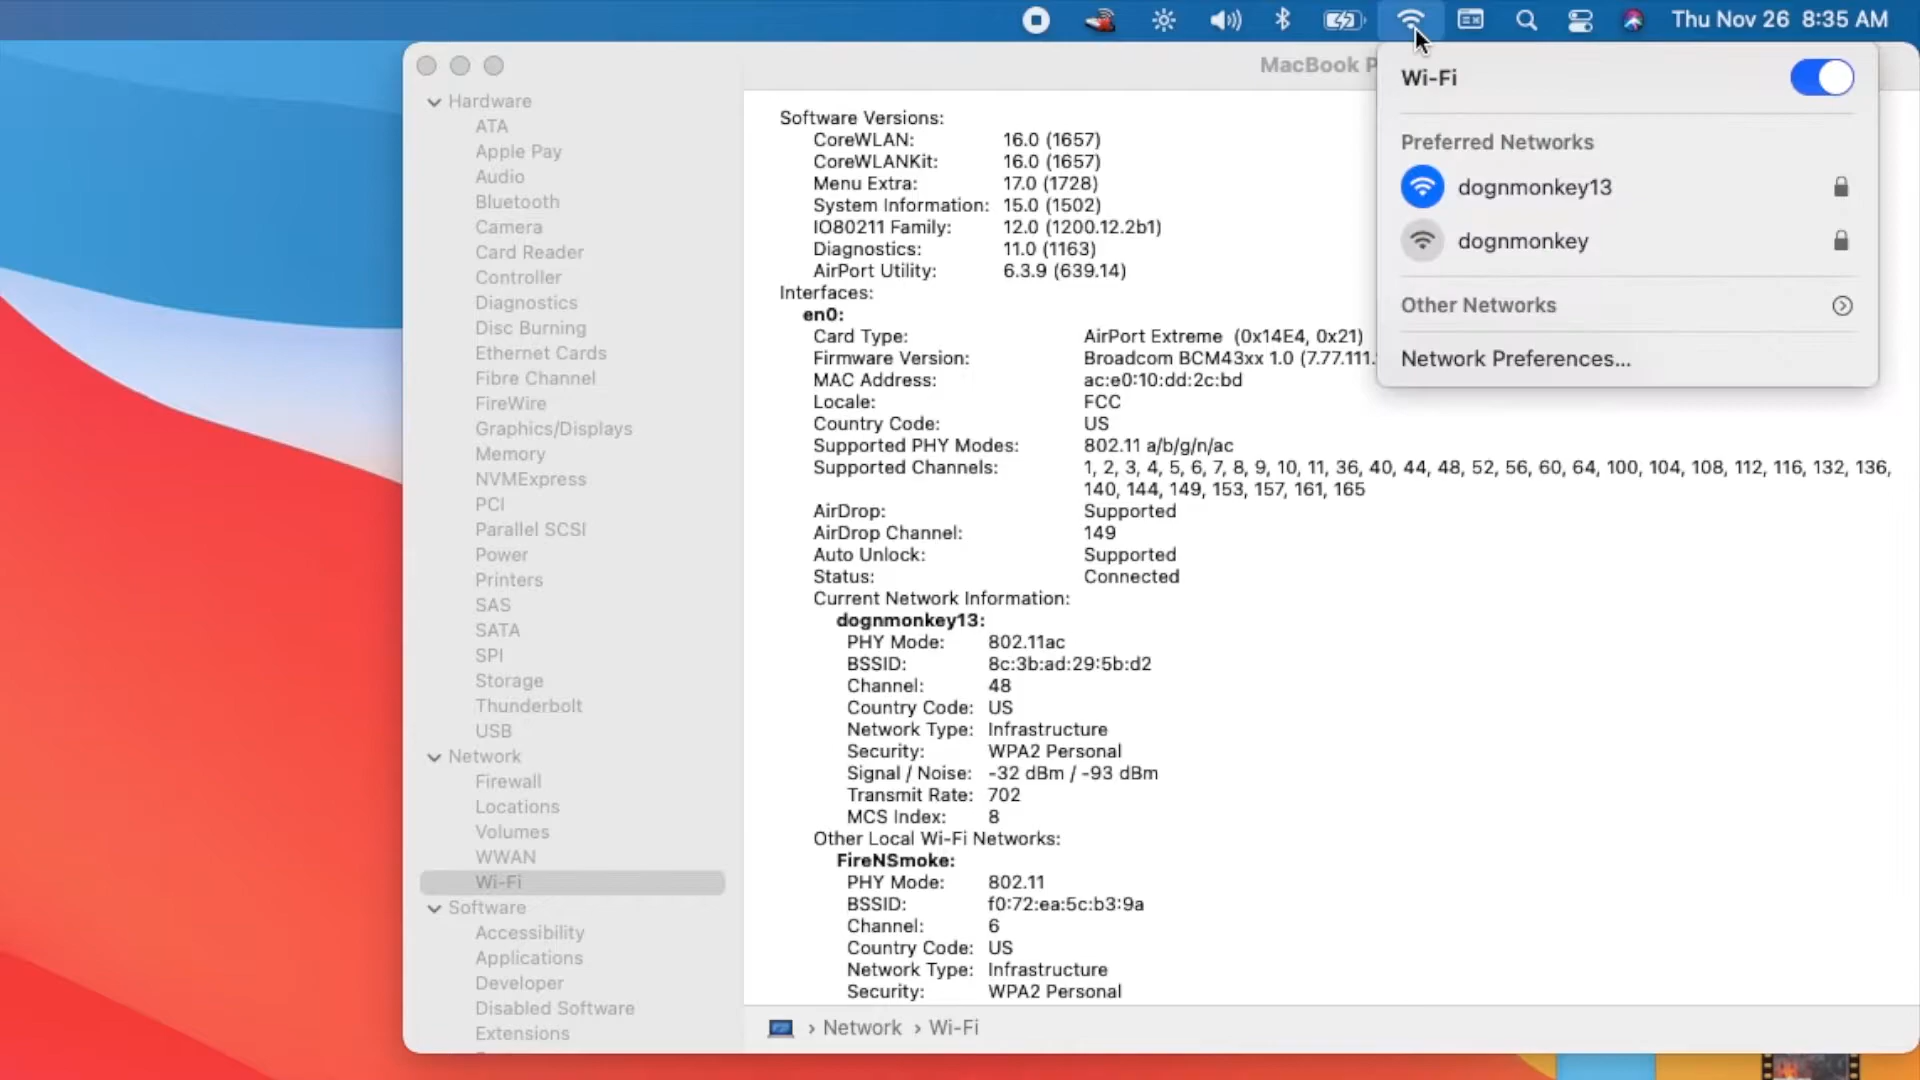 Thu Nov 26 8:35 AM
MacBook P
Wi-Fi
Preferred Networks
dognmonkey13
dognmonkey
Other Networks
Network Preferences...
Hardware
ATA
Apple Pay
Audio
Bluetooth
Camera
Card Reader
Controller
Diagnostics
Disc Burning
Ethernet Cards
Fibre Channel
FireWire
Graphics/Displays
Memory
NVMExpress
PCI
Parallel SCSI
Power
Printers
SAS
SATA
SPI
Storage
Thunderbolt
USB
Network
Firewall
Locations
Volumes
WWAN
Wi-Fi
Software
Accessibility
Applications
Developer
Disabled Software
Extensions
Software Versions:
CoreWLAN: 16.0 (1657)
CoreWLANKit: 16.0 (1657)
Menu Extra: 17.0 (1728)
System Information: 15.0 (1502)
IO80211 Family: 12.0 (1200.12.2b1)
Diagnostics: 11.0 (1163)
AirPort Utility: 6.3.9 (639.14)
Interfaces:
en0:
Card Type: AirPort Extreme (0x14E4, 0x21)
Firmware Version: Broadcom BCM43xx 1.0 (7.77.111.
MAC Address: ac:e0:10:dd:2c:bd
Locale: FCC
Country Code: US
Supported PHY Modes: 802.11 a/b/g/n/ac
Supported Channels: 1, 2, 3, 4, 5, 6, 7, 8, 9, 10, 11, 36, 40, 44, 48, 52, 56, 60, 64, 100, 104, 108, 112, 116, 132, 136,
140, 144, 149, 153, 157, 161, 165
AirDrop: Supported
AirDrop Channel: 149
Auto Unlock: Supported
Status: Connected
Current Network Information:
dognmonkey13:
PHY Mode: 802.11ac
BSSID: 8c:3b:ad:29:5b:d2
Channel: 48
Country Code: US
Network Type: Infrastructure
Security: WPA2 Personal
Signal / Noise: -32 dBm / -93 dBm
Transmit Rate: 702
MCS Index: 8
Other Local Wi-Fi Networks:
FireNSmoke:
PHY Mode: 802.11
BSSID: f0:72:ea:5c:b3:9a
Channel: 6
Country Code: US
Network Type: Infrastructure
Security: WPA2 Personal
› Network › Wi-Fi